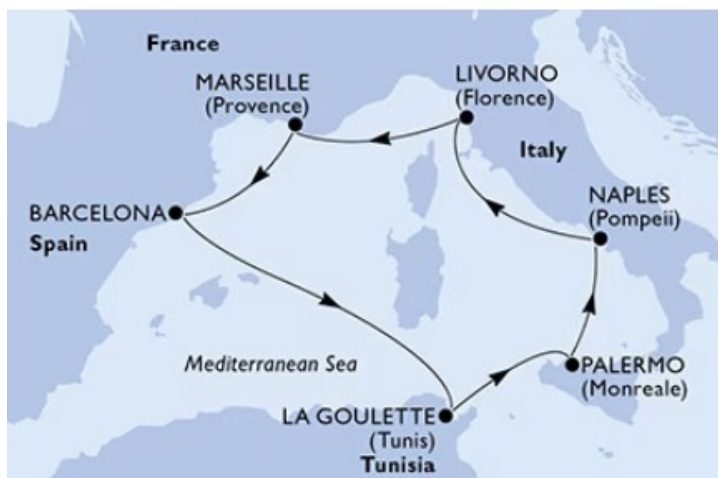 France
MARSEILLE
(Provence)
LIVORNO
(Florence)
Italy
NAPLES
(Pompeii)
BARCELONA
Spain
Mediterranean Sea
PALERMO
(Monreale)
LA GOULETTE
(Tunis)
Tunisia